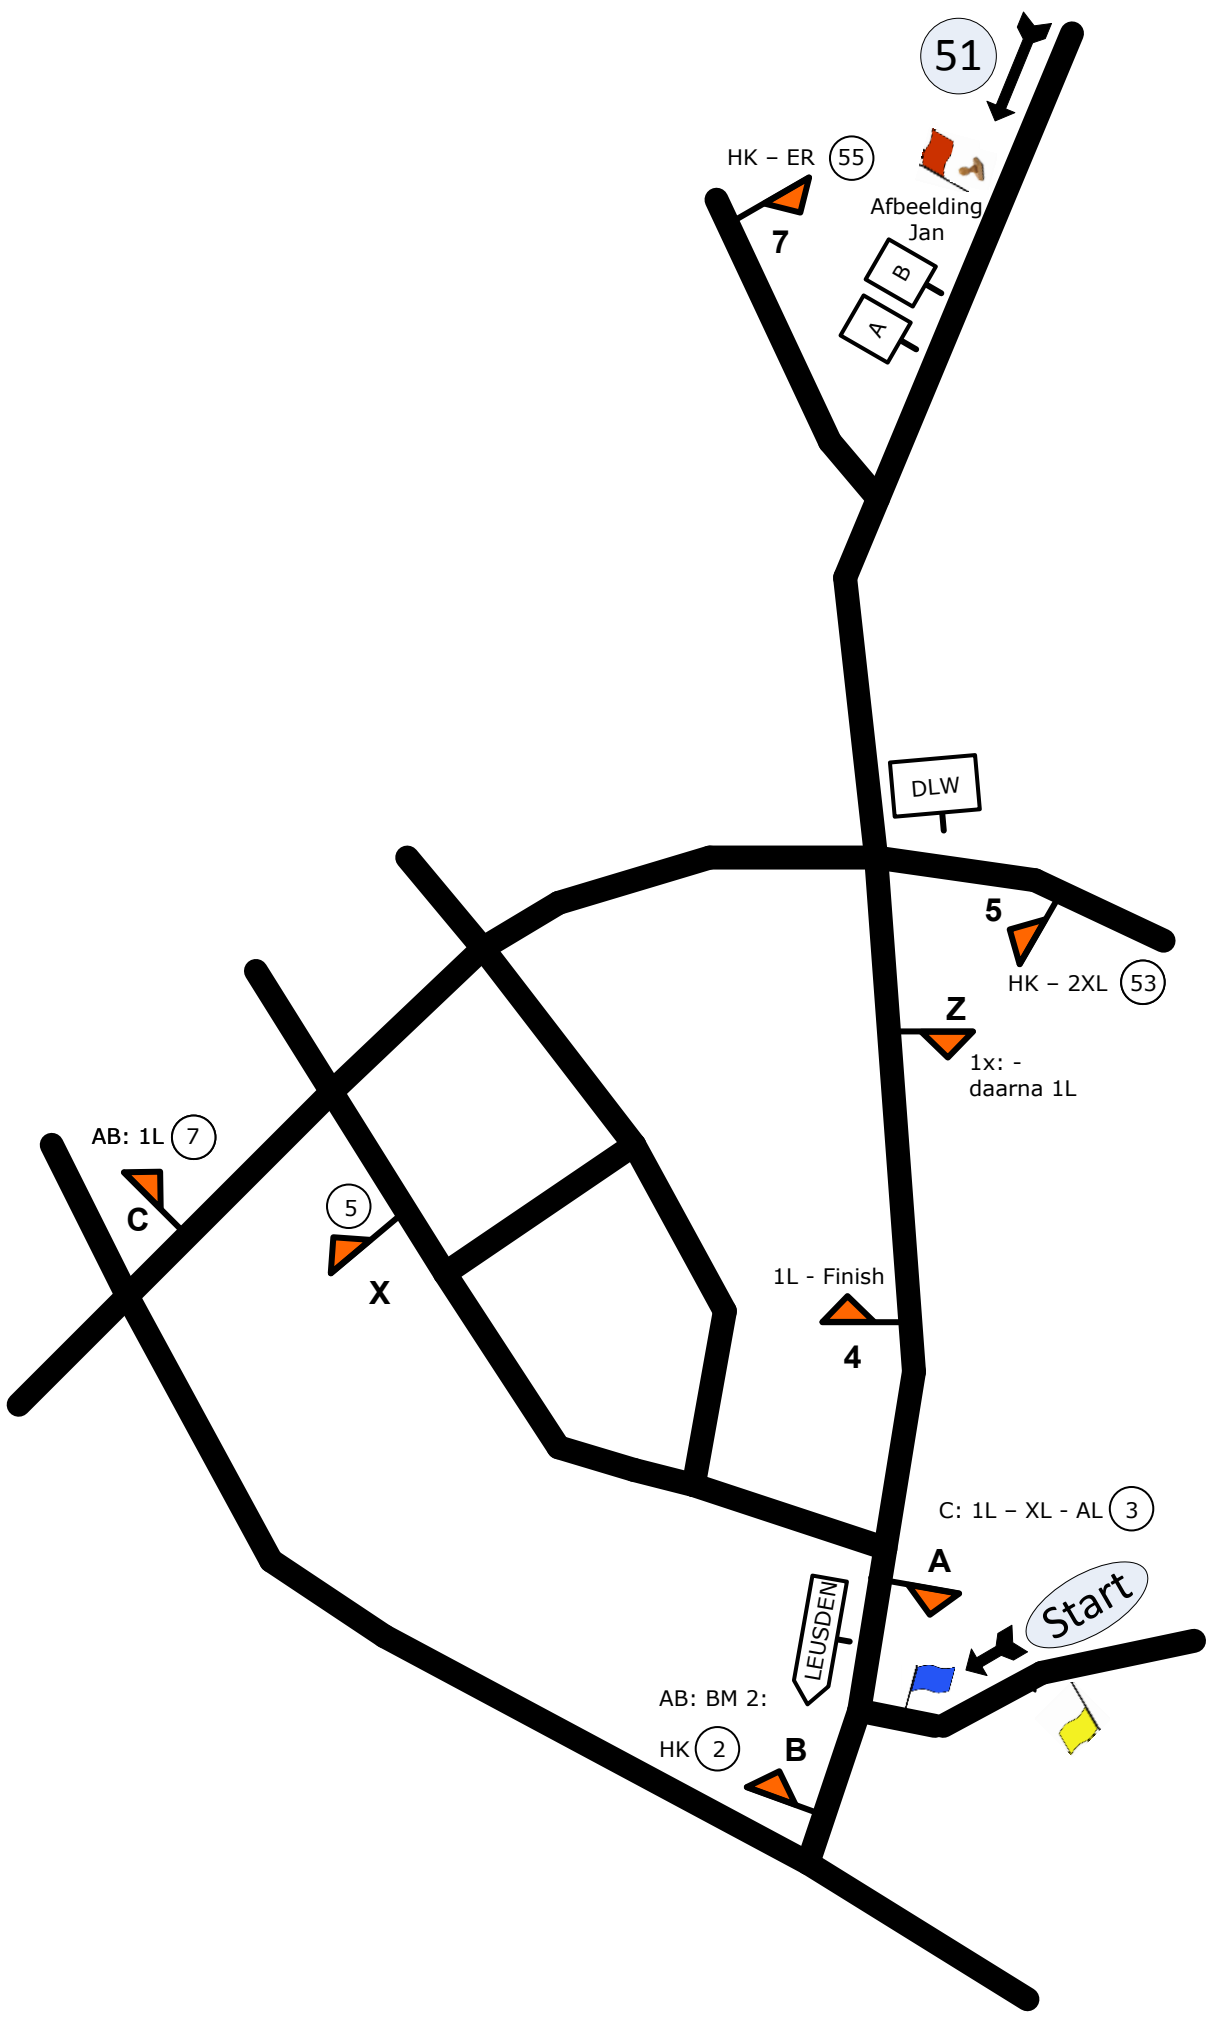 51
HK – ER 55
7
Afbeelding
Jan
B
A
DLW
5
HK – 2XL 53
Z
1x: -
daarna 1L
AB: 1L 7
C
5
X
1L - Finish
4
C: 1L – XL - AL 3
A
Start
LEUSDEN
AB: BM 2:
HK 2
B